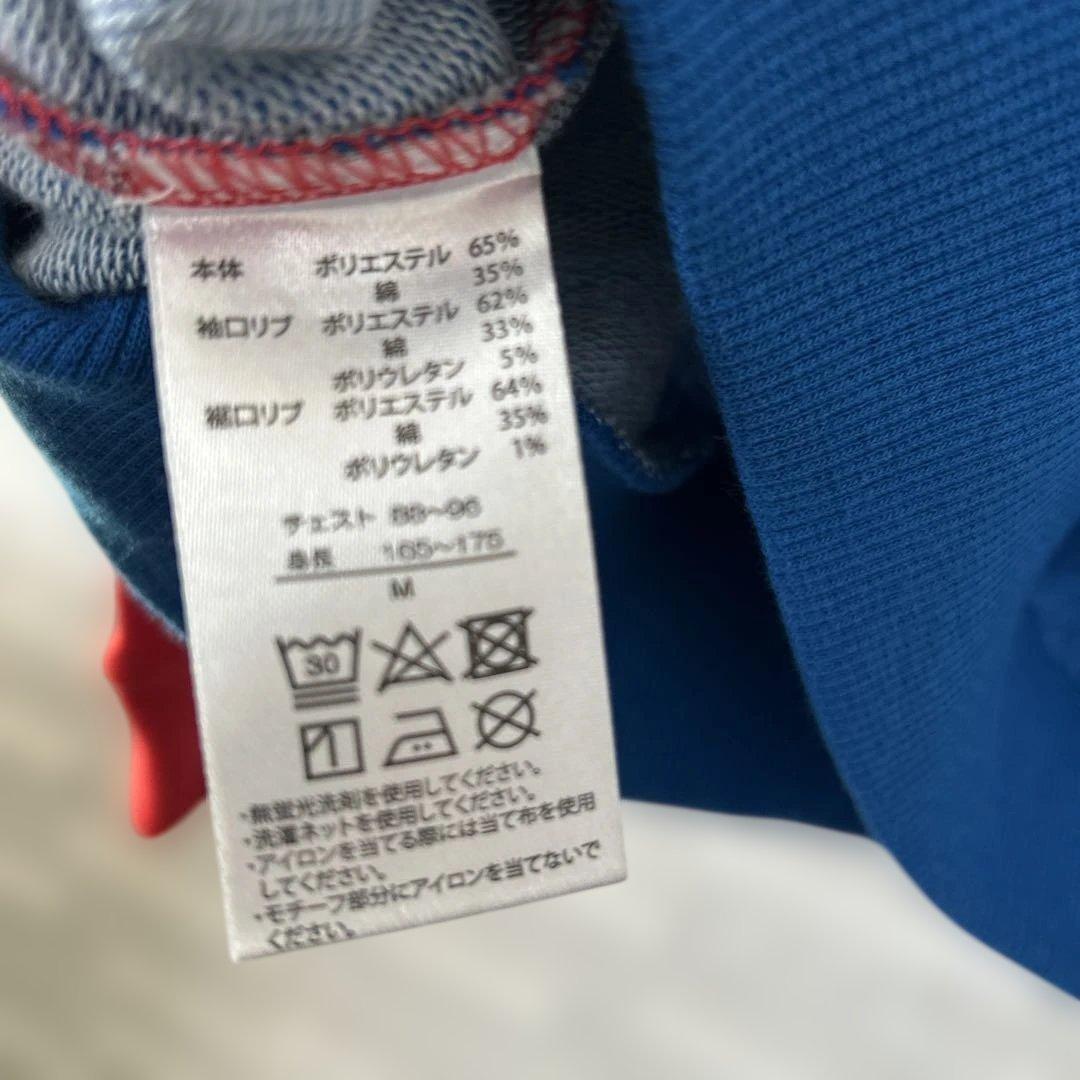 本体 ポリエステル 65%
綿 35%
袖口リブ ポリエステル 62%
綿 33%
ポリウレタン 5%
裾口リブ ポリエステル 64%
綿 35%
ポリウレタン 1%
チェスト 88〜96
身長 165〜175
M
30
・無蛍光洗剤を使用してください。
・洗濯ネットを使用してください。
・アイロンを当てる際には当て布を使用
してください。
・モチーフ部分にアイロンを当てないで
ください。